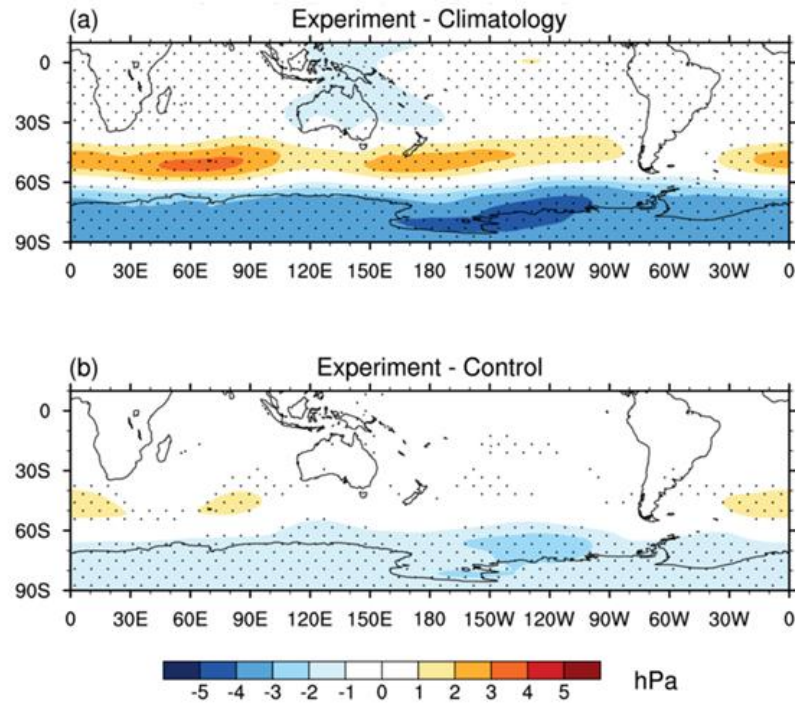 (a) Experiment - Climatology
0
30S
60S
90S
0 30E 60E 90E 120E 150E 180 150W 120W 90W 60W 30W 0
(b) Experiment - Control
0
30S
60S
90S
0 30E 60E 90E 120E 150E 180 150W 120W 90W 60W 30W 0
-5 -4 -3 -2 -1 0 1 2 3 4 5 hPa